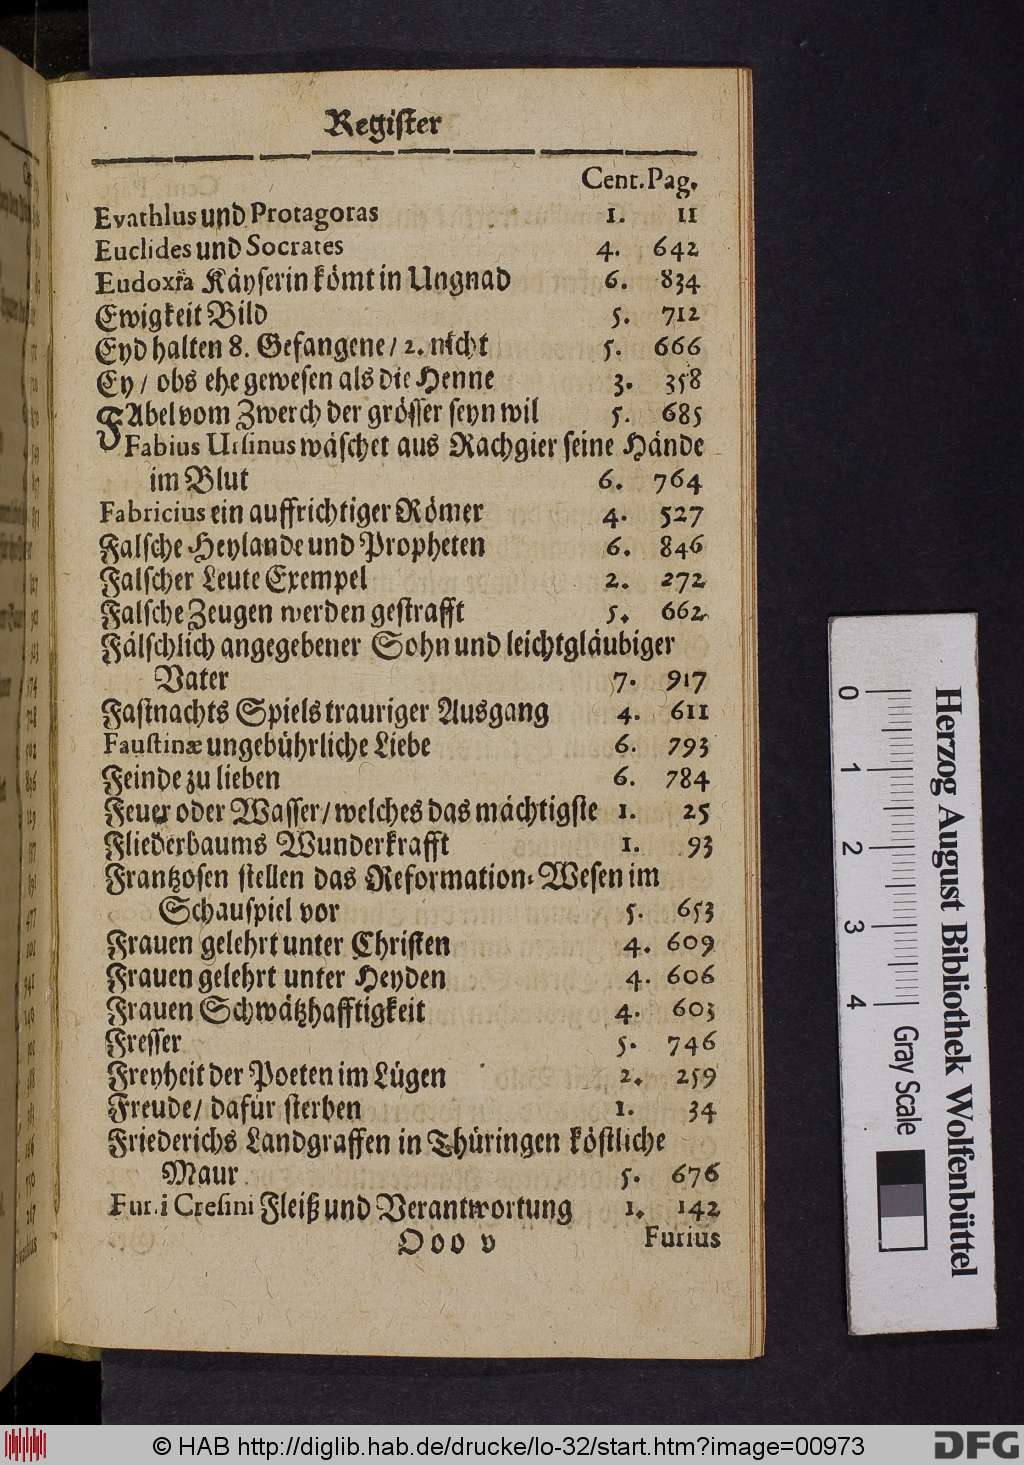 Register
Cent. Pag.
Evathlus und Protagoras 1. 11
Euclides und Socrates 4. 642
Eudoxia Käyserin kömt in Ungnad 6. 834
Ewigkeit Bild 5. 712
Eyd halten 8. Gefangene / 2. nicht 5. 666
Ey / obs ehe gewesen als die Henne 3. 358
FAbel vom Zwerch der grösser seyn wil 5. 685
Fabius Ursinus wäschet aus Rachgier seine Hände
im Blut 6. 764
Fabricius ein auffrichtiger Römer 4. 527
Falsche Heylande und Propheten 6. 846
Falscher Leute Exempel 2. 272
Falsche Zeugen werden gestrafft 5. 662
Fälschlich angegebener Sohn und leichtgläubiger
Vater 7. 917
Fastnachts Spiels trauriger Ausgang 4. 611
Faustinæ ungebührliche Liebe 6. 793
Feinde zu lieben 6. 784
Feuer oder Wasser / welches das mächtigste 1. 25
Fliederbaums Wunderkrafft 1. 93
Frantzosen stellen das Reformation-Wesen im
Schauspiel vor 5. 653
Frauen gelehrt unter Christen 4. 609
Frauen gelehrt unter Heyden 4. 606
Frauen Schwätzhafftigkeit 4. 603
Fresser 5. 746
Freyheit der Poeten im Lügen 2. 259
Freude / dafür sterben 1. 34
Friederichs Landgraffen in Thüringen köstliche
Maur 5. 676
Furii Cresini Fleiß und Verantwortung 1. 142
Ooo v Furius
0 1 2 3 4 Gray Scale
Herzog August Bibliothek Wolfenbüttel
© HAB http://diglib.hab.de/drucke/lo-32/start.htm?image=00973
DFG